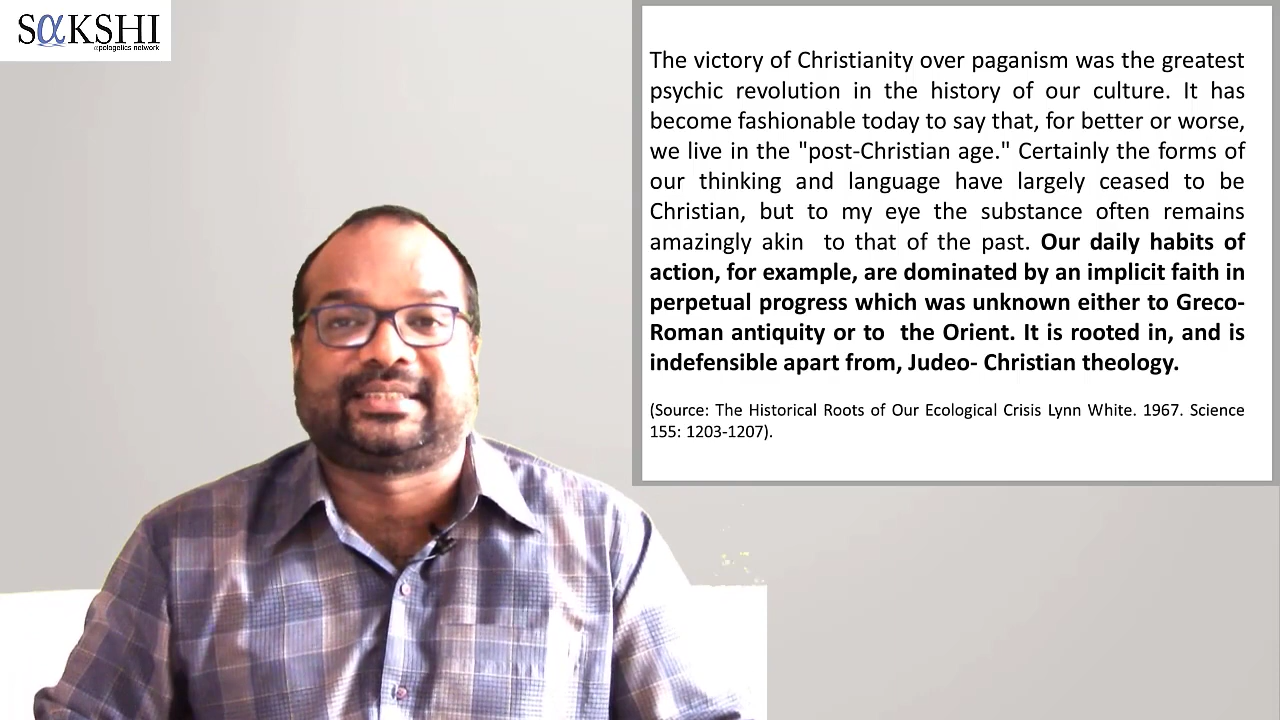 SαKSHI
apologetics network
The victory of Christianity over paganism was the greatest
psychic revolution in the history of our culture. It has
become fashionable today to say that, for better or worse,
we live in the "post-Christian age." Certainly the forms of
our thinking and language have largely ceased to be
Christian, but to my eye the substance often remains
amazingly akin to that of the past. Our daily habits of
action, for example, are dominated by an implicit faith in
perpetual progress which was unknown either to Greco-
Roman antiquity or to the Orient. It is rooted in, and is
indefensible apart from, Judeo- Christian theology.
(Source: The Historical Roots of Our Ecological Crisis Lynn White. 1967. Science
155: 1203-1207).